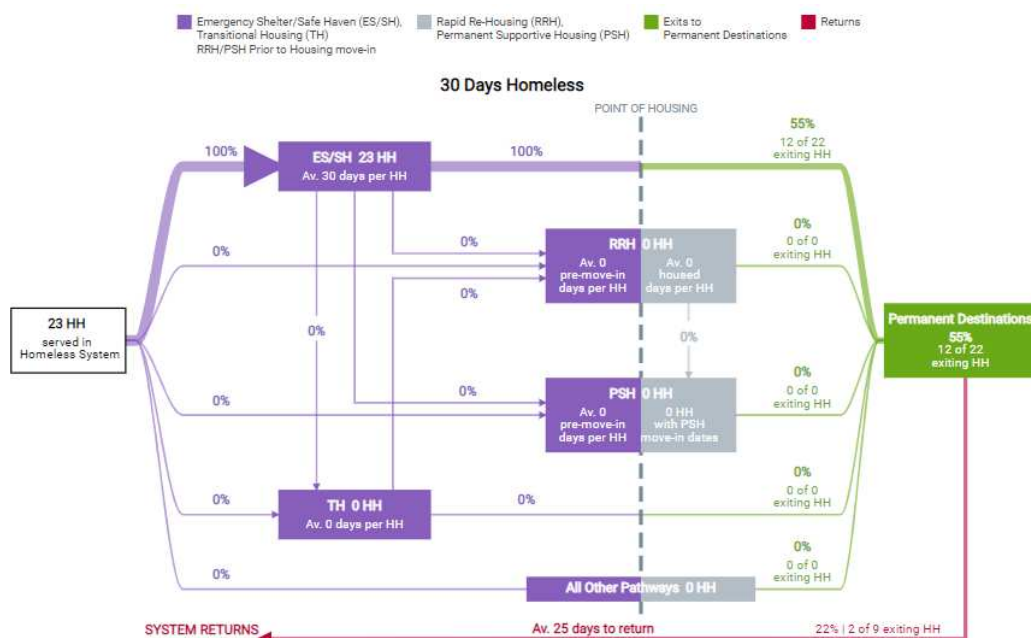 Emergency Shelter/Safe Haven (ES/SH),
Transitional Housing (TH)
RRH/PSH Prior to Housing move-in
Rapid Re-Housing (RRH),
Permanent Supportive Housing (PSH)
Exits to
Permanent Destinations
Returns
30 Days Homeless
POINT OF HOUSING
100%
ES/SH 23 HH
Av. 30 days per HH
100%
55%
12 of 22
exiting HH
0%
0%
RRH 0 HH
Av. 0
pre-move-in
days per HH
Av. 0
housed
days per HH
0%
0 of 0
exiting HH
0%
23 HH
served in
Homeless System
0%
0%
Permanent Destinations
55%
12 of 22
exiting HH
0%
0%
PSH 0 HH
Av. 0
pre-move-in
days per HH
0 HH
with PSH
move-in dates
0%
0 of 0
exiting HH
0%
TH 0 HH
Av. 0 days per HH
0%
0%
0 of 0
exiting HH
0%
All Other Pathways 0 HH
0%
0 of 0
exiting HH
SYSTEM RETURNS
Av. 25 days to return
22% | 2 of 9 exiting HH